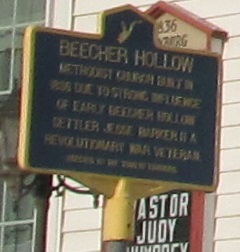 1836
BEECHER HOLLOW
METHODIST CHURCH BUILT IN
1836 DUE TO STRONG INFLUENCE
OF EARLY BEECHER HOLLOW
SETTLER JESSE BARKER, II A
REVOLUTIONARY WAR VETERAN
PASTOR
JUDY